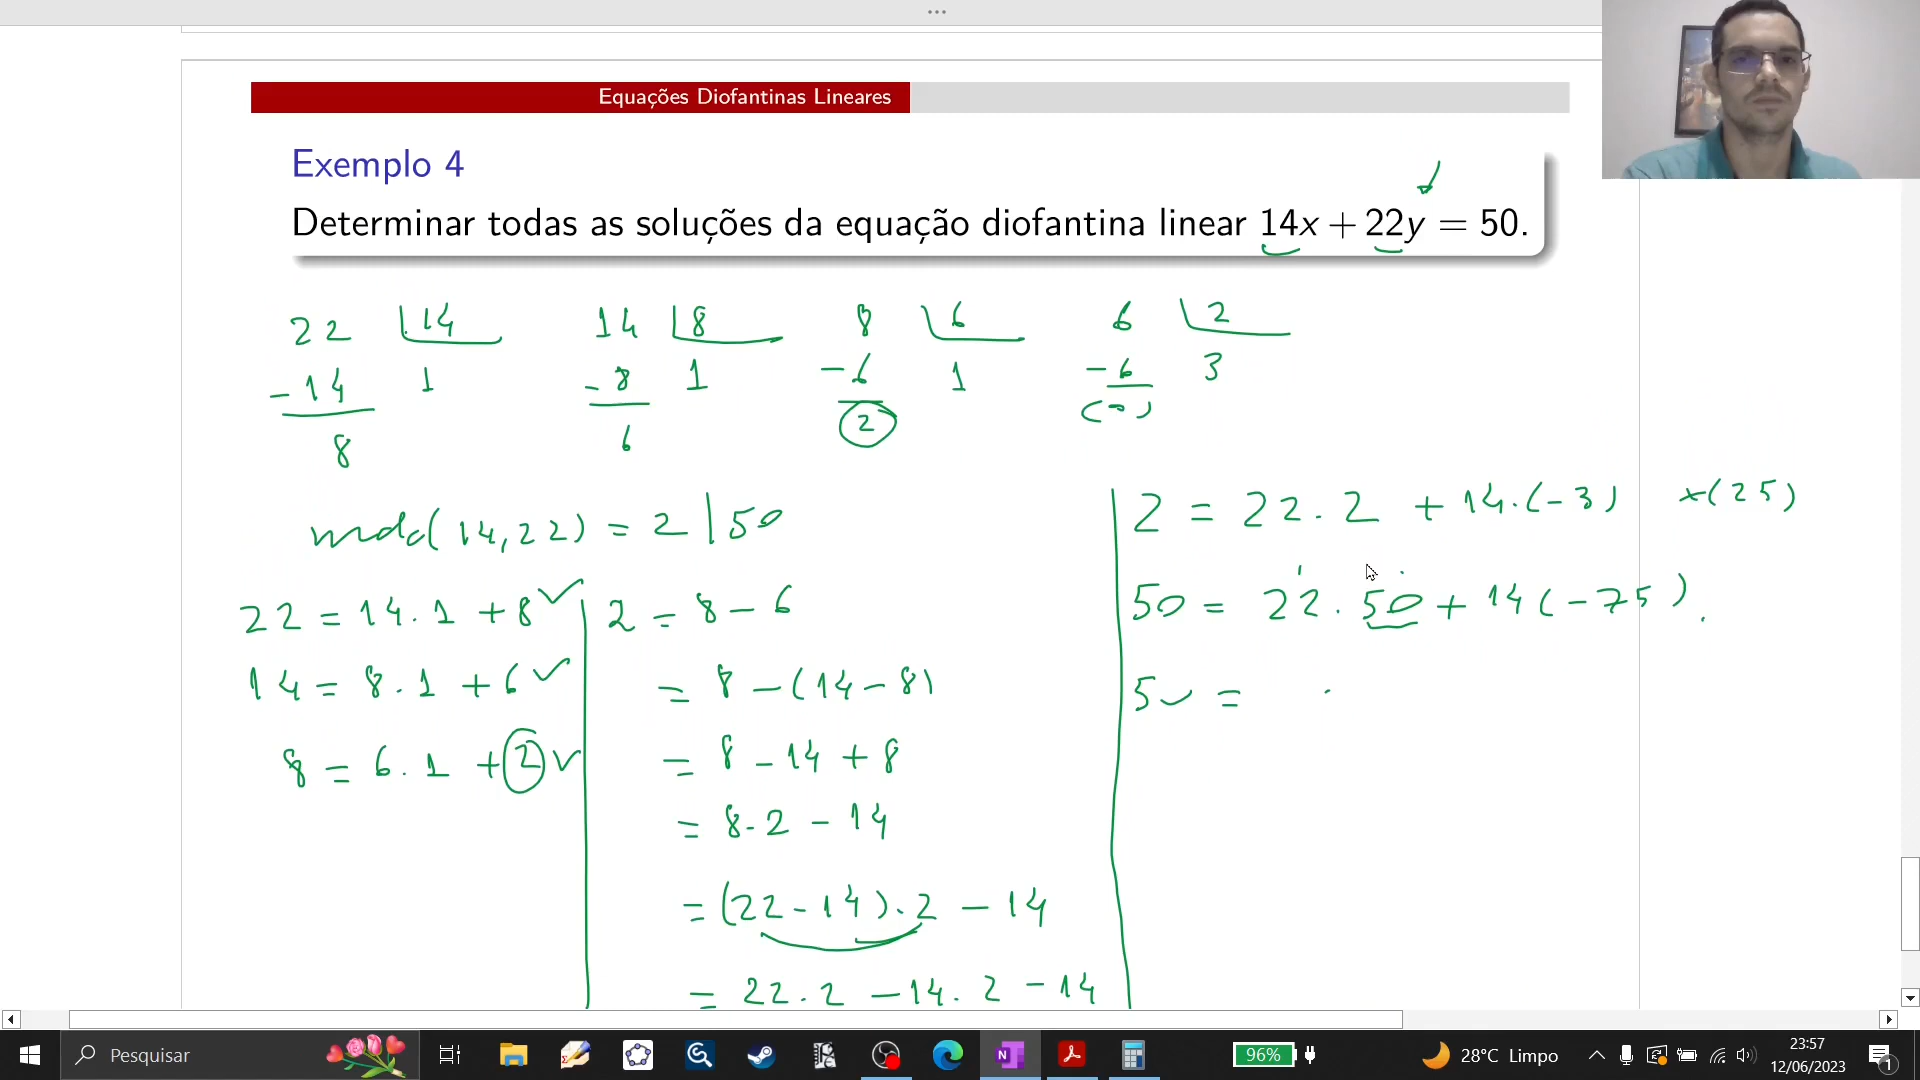 Equações Diofantinas Lineares
Exemplo 4
Determinar todas as soluções da equação diofantina linear 14x + 22y = 50.
22 14 14 8 8 6 6 2
-14 1 -8 1 -6 1 -6 3
8 6 2 (0)
mdc(14,22) = 2 | 50
22 = 14.1 + 8
14 = 8.1 + 6
8 = 6.1 + 2
2 = 8 - 6
= 8 - (14 - 8)
= 8 - 14 + 8
= 8.2 - 14
= (22 - 14).2 - 14
= 22.2 - 14.2 - 14
2 = 22.2 + 14.(-3) x(25)
50 = 22.50 + 14(-75).
50 =
Pesquisar
96%
28°C Limpo
23:57
12/06/2023
1